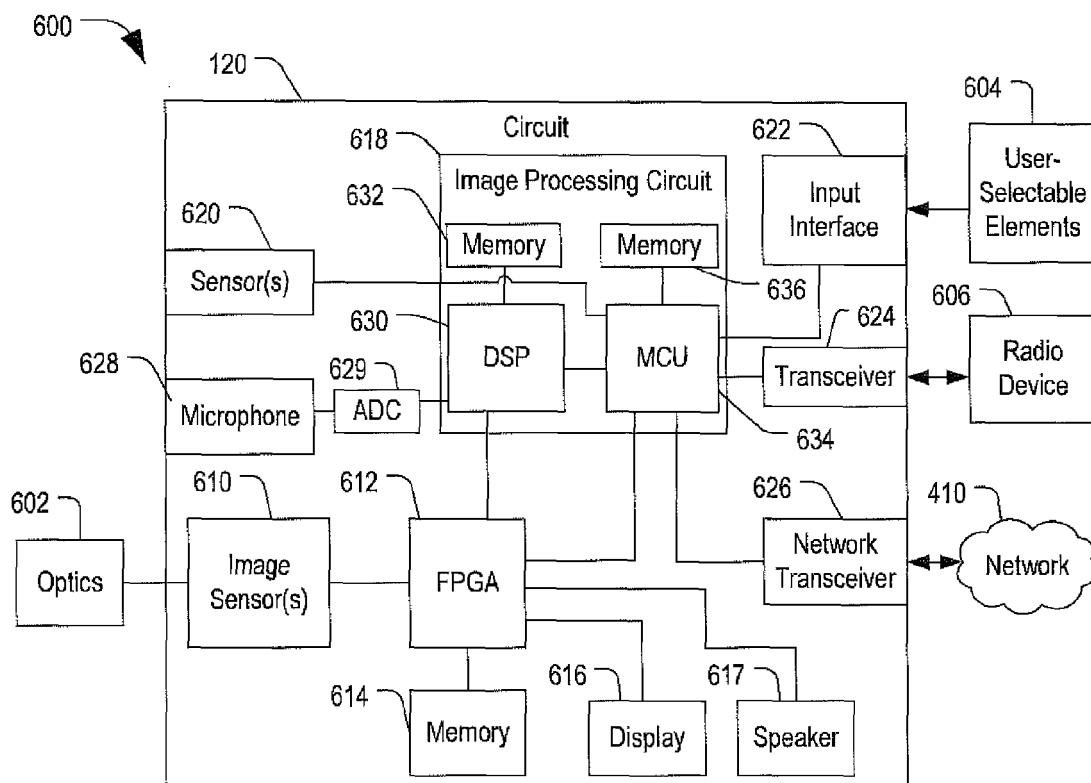 600
120
Circuit
604
User-
Selectable
Elements
618
Image Processing Circuit
622
Input
Interface
632
Memory
Memory
636
620
Sensor(s)
630
DSP
MCU
624
Transceiver
606
Radio
Device
628
Microphone
629
ADC
634
610
Image
Sensor(s)
612
FPGA
626
Network
Transceiver
410
Network
602
Optics
614
Memory
616
Display
617
Speaker